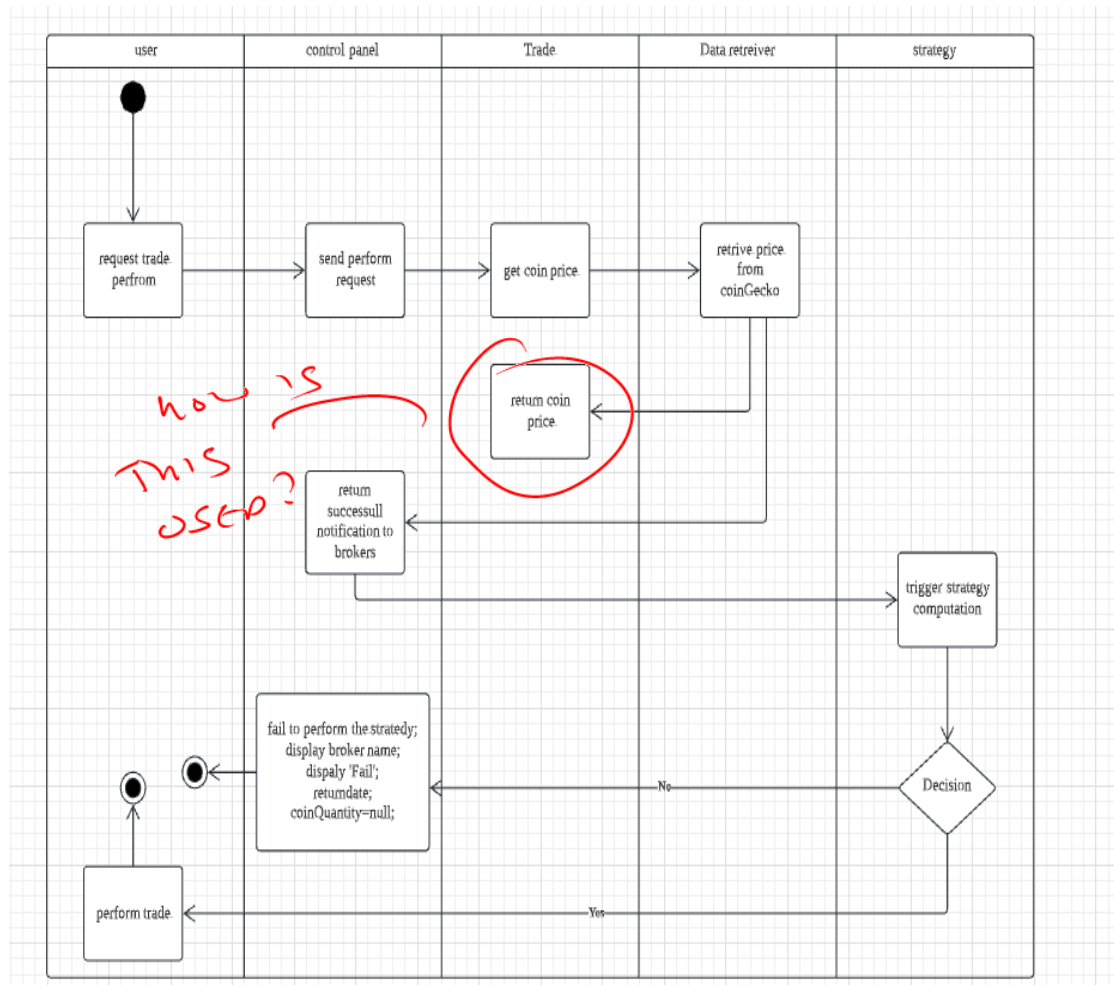 user
control panel
Trade
Data retreiver
strategy
request trade
perfrom
send perform
request
get coin price
retrive price
from
coinGecko
return coin
price
how is
This
USED?
return
successull
notification to
brokers
trigger strategy
computation
fail to perform the stratedy;
display broker name;
dispaly 'Fail';
returndate;
coinQuantity=null;
Decision
No
perform trade
Yes